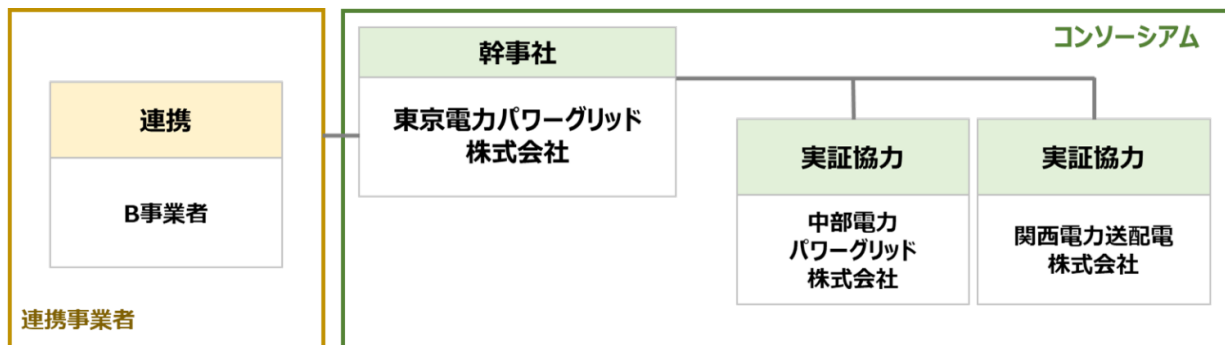 連携
B事業者
連携事業者
コンソーシアム
幹事社
東京電力パワーグリッド
株式会社
実証協力
中部電力
パワーグリッド
株式会社
実証協力
関西電力送配電
株式会社